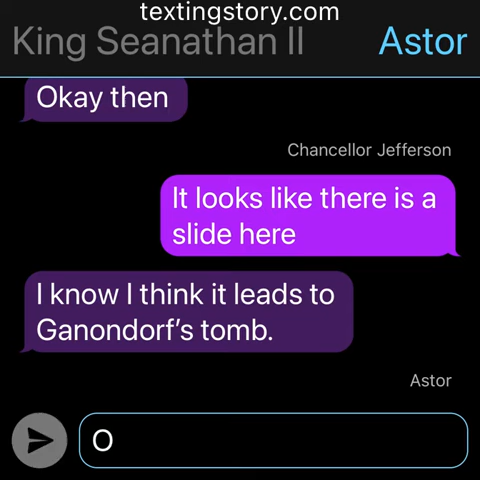 textingstory.com
King Seanathan II
Astor
Okay then
Chancellor Jefferson
It looks like there is a
slide here
I know I think it leads to
Ganondorf's tomb.
Astor
O